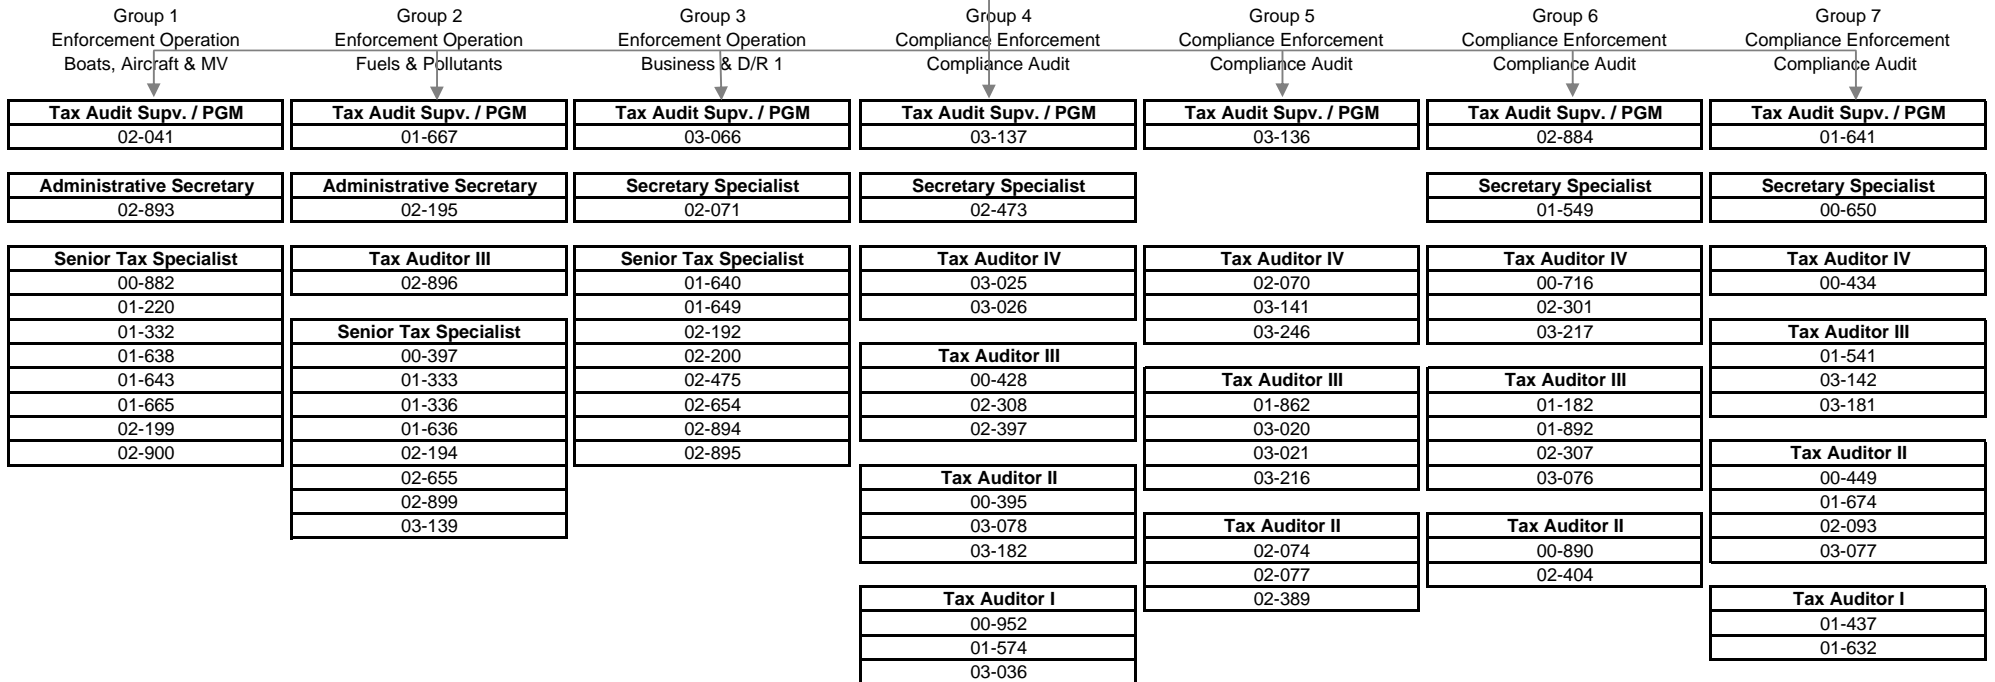 Group 1
Enforcement Operation
Boats, Aircraft & MV
Tax Audit Supv. / PGM
02-041
Administrative Secretary
02-893
Senior Tax Specialist
00-882
01-220
01-332
01-638
01-643
01-665
02-199
02-900
Group 2
Enforcement Operation
Fuels & Pollutants
Tax Audit Supv. / PGM
01-667
Administrative Secretary
02-195
Tax Auditor III
02-896
Senior Tax Specialist
00-397
01-333
01-336
01-636
02-194
02-655
02-899
03-139
Group 3
Enforcement Operation
Business & D/R 1
Tax Audit Supv. / PGM
03-066
Secretary Specialist
02-071
Senior Tax Specialist
01-640
01-649
02-192
02-200
02-475
02-654
02-894
02-895
Group 4
Compliance Enforcement
Compliance Audit
Tax Audit Supv. / PGM
03-137
Secretary Specialist
02-473
Tax Auditor IV
03-025
03-026
Tax Auditor III
00-428
02-308
02-397
Tax Auditor II
00-395
03-078
03-182
Tax Auditor I
00-952
01-574
03-036
Group 5
Compliance Enforcement
Compliance Audit
Tax Audit Supv. / PGM
03-136
Tax Auditor IV
02-070
03-141
03-246
Tax Auditor III
01-862
03-020
03-021
03-216
Tax Auditor II
02-074
02-077
02-389
Group 6
Compliance Enforcement
Compliance Audit
Tax Audit Supv. / PGM
02-884
Secretary Specialist
01-549
Tax Auditor IV
00-716
02-301
03-217
Tax Auditor III
01-182
01-892
02-307
03-076
Tax Auditor II
00-890
02-404
Group 7
Compliance Enforcement
Compliance Audit
Tax Audit Supv. / PGM
01-641
Secretary Specialist
00-650
Tax Auditor IV
00-434
Tax Auditor III
01-541
03-142
03-181
Tax Auditor II
00-449
01-674
02-093
03-077
Tax Auditor I
01-437
01-632